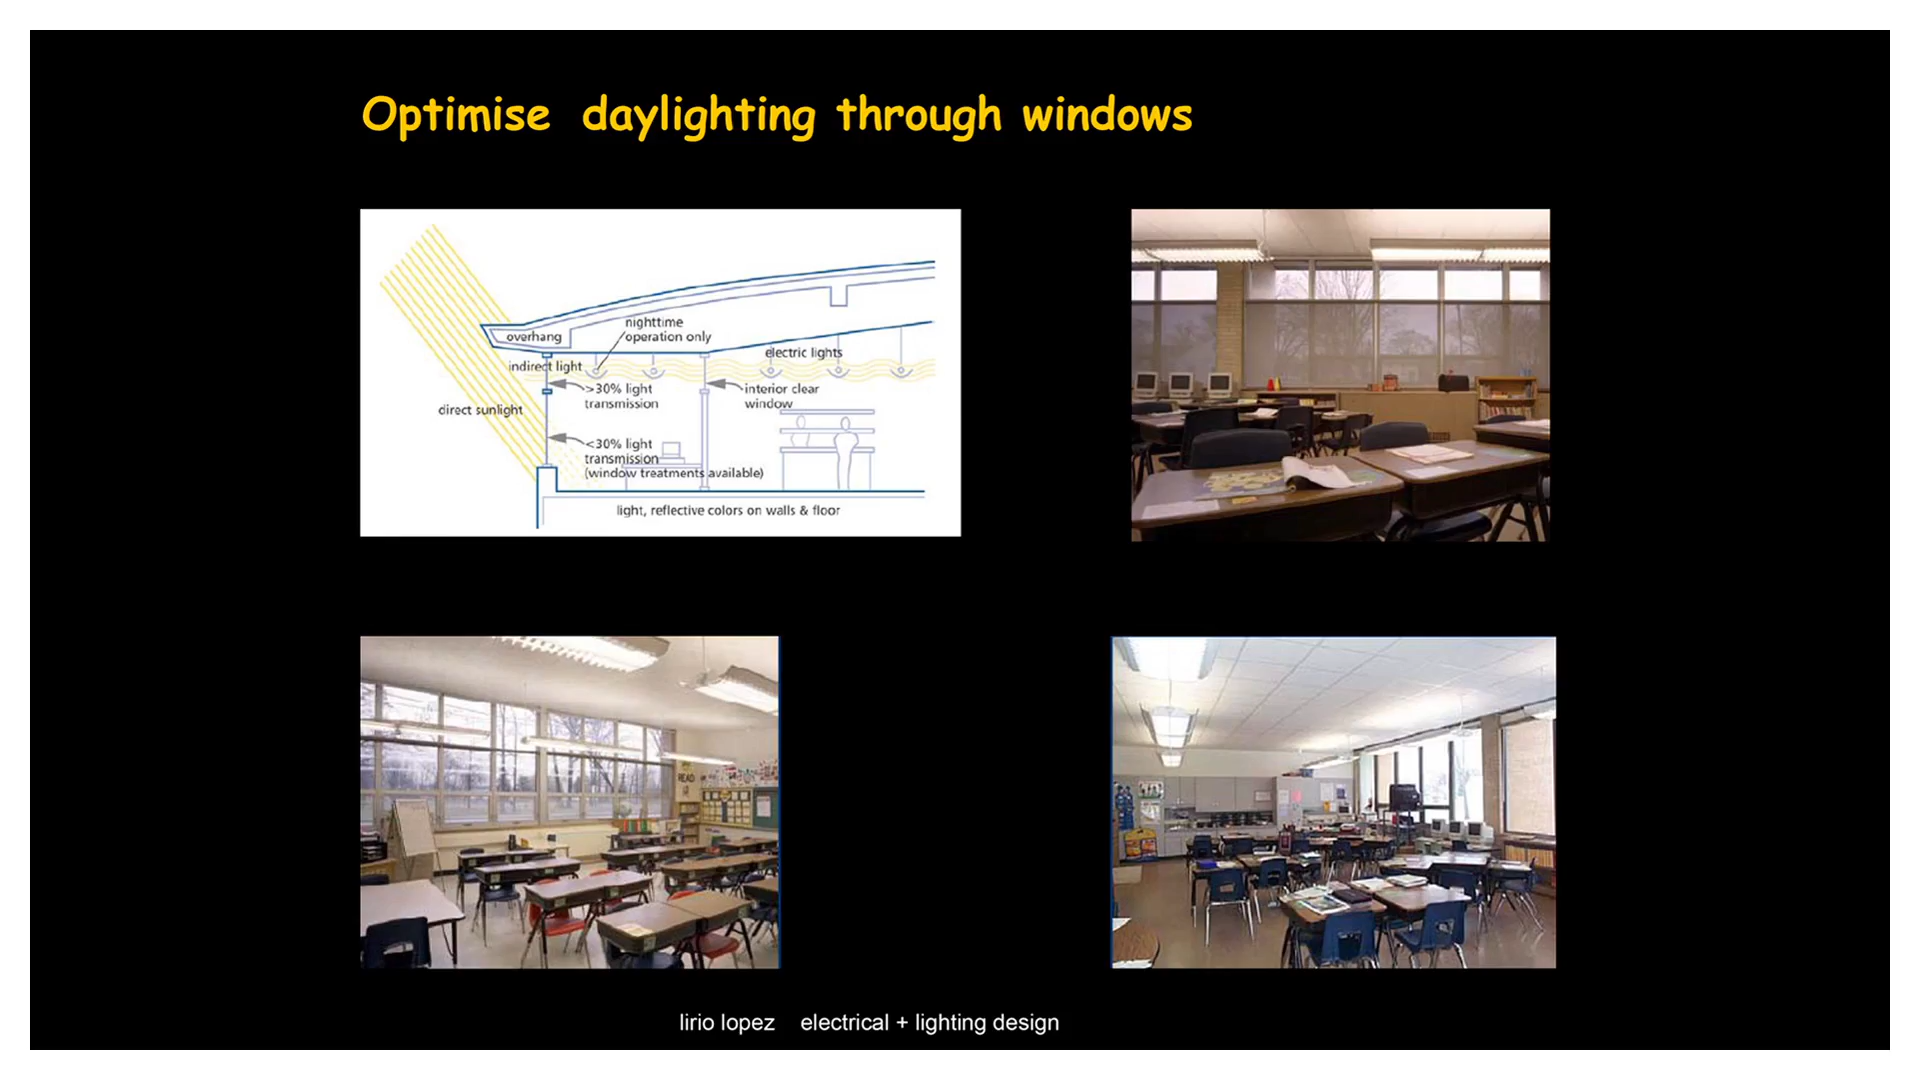 Optimise daylighting through windows
overhang
nighttime
operation only
electric lights
indirect light
>30% light
transmission
interior clear
window
direct sunlight
<30% light
transmission
(window treatments available)
light, reflective colors on walls & floor
READ
lirio lopez electrical + lighting design